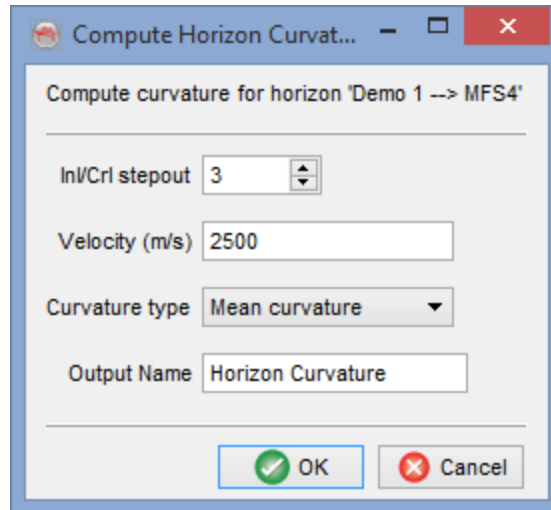 Compute Horizon Curvat...
Compute curvature for horizon 'Demo 1 --> MFS4'
Inl/Crl stepout 3
Velocity (m/s) 2500
Curvature type Mean curvature
Output Name Horizon Curvature
OK Cancel